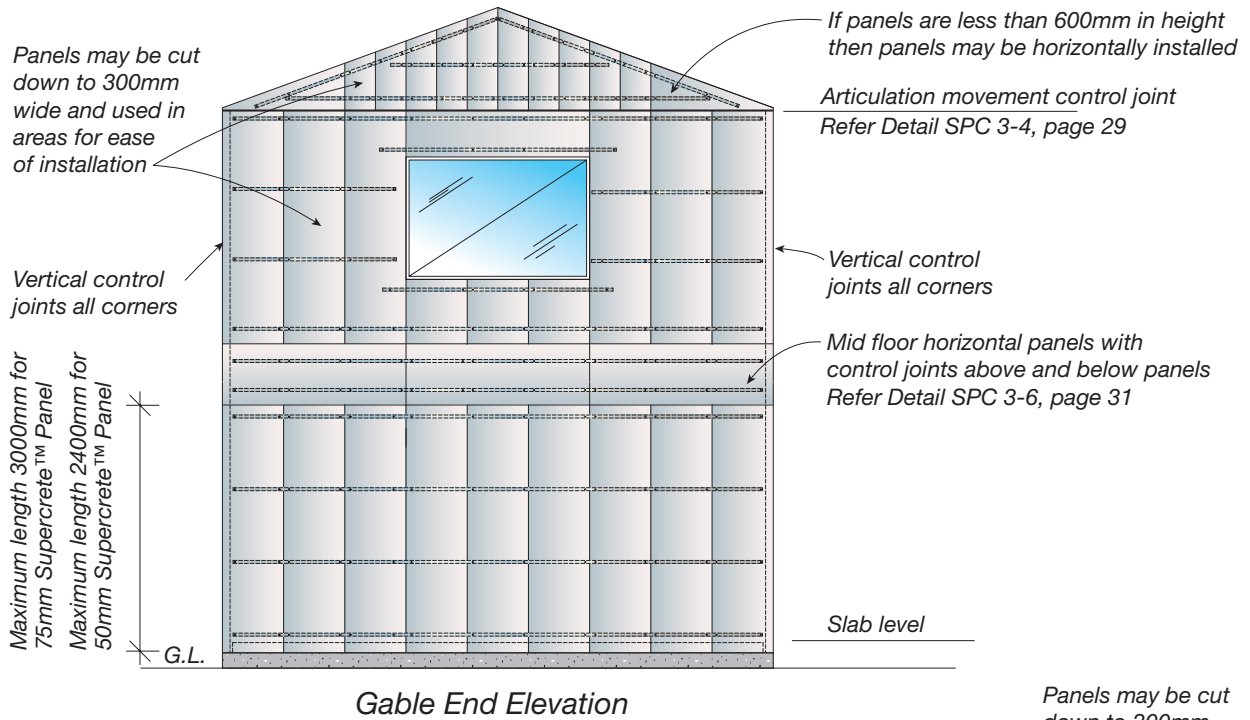 Panels may be cut
down to 300mm
wide and used in
areas for ease
of installation
If panels are less than 600mm in height
then panels may be horizontally installed
Articulation movement control joint
Refer Detail SPC 3-4, page 29
Vertical control
joints all corners
Vertical control
joints all corners
Mid floor horizontal panels with
control joints above and below panels
Refer Detail SPC 3-6, page 31
Maximum length 3000mm for
75mm Supercrete™ Panel
Maximum length 2400mm for
50mm Supercrete™ Panel
Slab level
G.L.
Gable End Elevation
Panels may be cut